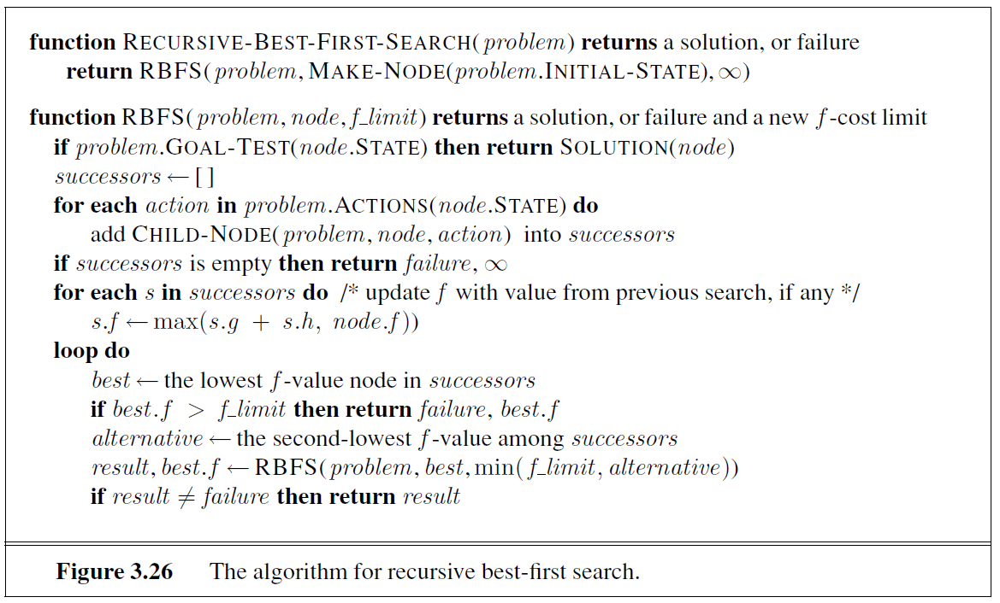 function RECURSIVE-BEST-FIRST-SEARCH(problem) returns a solution, or failure
return RBFS(problem, MAKE-NODE(problem.INITIAL-STATE), ∞)
function RBFS(problem, node, f_limit) returns a solution, or failure and a new f-cost limit
if problem.GOAL-TEST(node.STATE) then return SOLUTION(node)
successors ← [ ]
for each action in problem.ACTIONS(node.STATE) do
add CHILD-NODE(problem, node, action) into successors
if successors is empty then return failure, ∞
for each s in successors do /* update f with value from previous search, if any */
s.f ← max(s.g + s.h, node.f))
loop do
best ← the lowest f-value node in successors
if best.f > f_limit then return failure, best.f
alternative ← the second-lowest f-value among successors
result, best.f ← RBFS(problem, best, min(f_limit, alternative))
if result ≠ failure then return result
Figure 3.26 The algorithm for recursive best-first search.